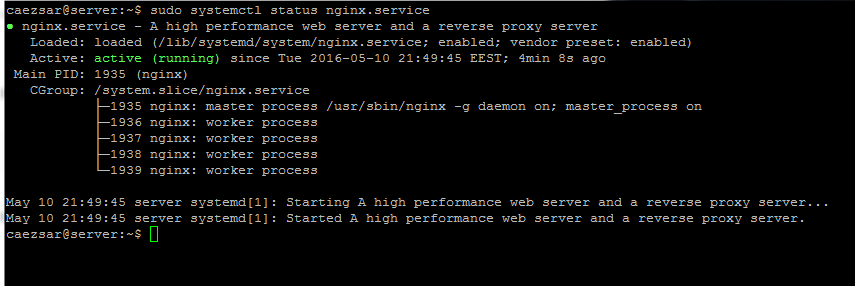 caezsar@server:~$ sudo systemctl status nginx.service
● nginx.service - A high performance web server and a reverse proxy server
   Loaded: loaded (/lib/systemd/system/nginx.service; enabled; vendor preset: enabled)
   Active: active (running) since Tue 2016-05-10 21:49:45 EEST; 4min 8s ago
 Main PID: 1935 (nginx)
   CGroup: /system.slice/nginx.service
           ├─1935 nginx: master process /usr/sbin/nginx -g daemon on; master_process on
           ├─1936 nginx: worker process
           ├─1937 nginx: worker process
           ├─1938 nginx: worker process
           └─1939 nginx: worker process
May 10 21:49:45 server systemd[1]: Starting A high performance web server and a reverse proxy server...
May 10 21:49:45 server systemd[1]: Started A high performance web server and a reverse proxy server.
caezsar@server:~$